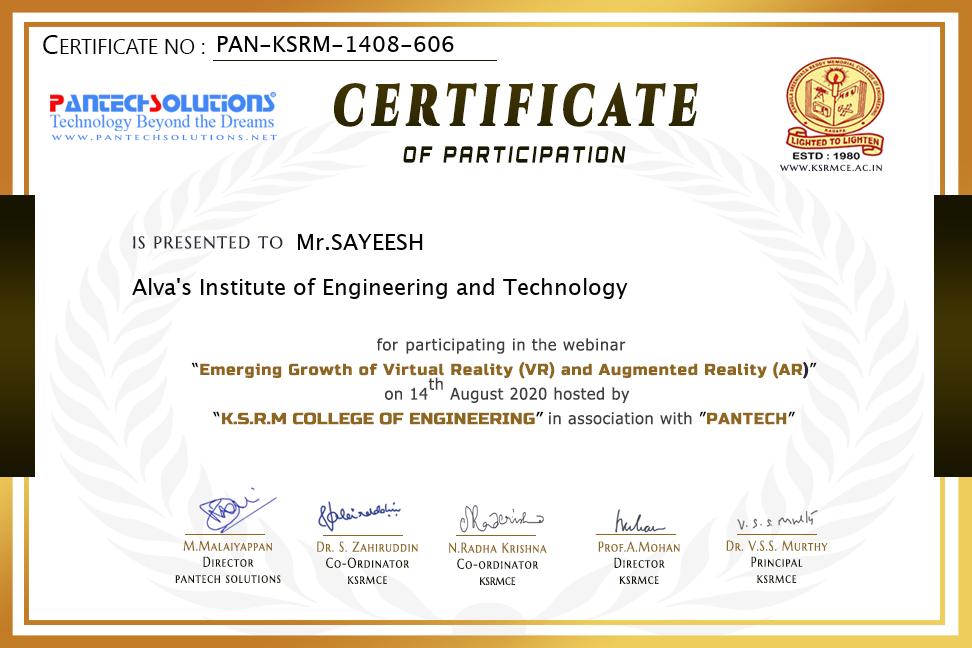 CERTIFICATE NO : PAN-KSRM-1408-606
PANTECHSOLUTIONS®
Technology Beyond the Dreams
WWW.PANTECHSOLUTIONS.NET
CERTIFICATE
OF PARTICIPATION
KADAPA
LIGHTED TO LIGHTEN
ESTD : 1980
WWW.KSRMCE.AC.IN
IS PRESENTED TO Mr.SAYEESH
Alva's Institute of Engineering and Technology
for participating in the webinar
“Emerging Growth of Virtual Reality (VR) and Augmented Reality (AR)”
on 14th August 2020 hosted by
“K.S.R.M COLLEGE OF ENGINEERING” in association with ”PANTECH”
V. S. S Murthy
M.MALAIYAPPAN
DIRECTOR
PANTECH SOLUTIONS
DR. S. ZAHIRUDDIN
CO-ORDINATOR
KSRMCE
N.RADHA KRISHNA
CO-ORDINATOR
KSRMCE
PROF.A.MOHAN
DIRECTOR
KSRMCE
DR. V.S.S. MURTHY
PRINCIPAL
KSRMCE